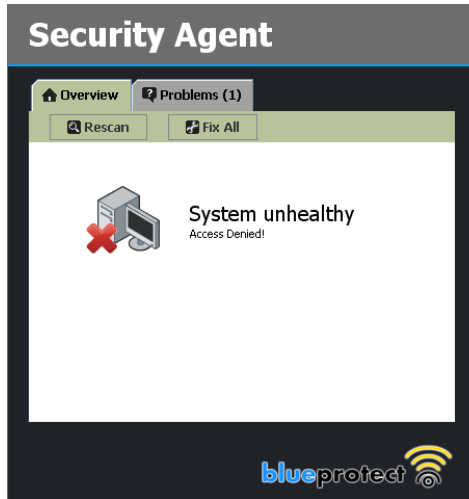 Security Agent
Overview
Problems (1)
Rescan
Fix All
System unhealthy
Access Denied!
blueprotect